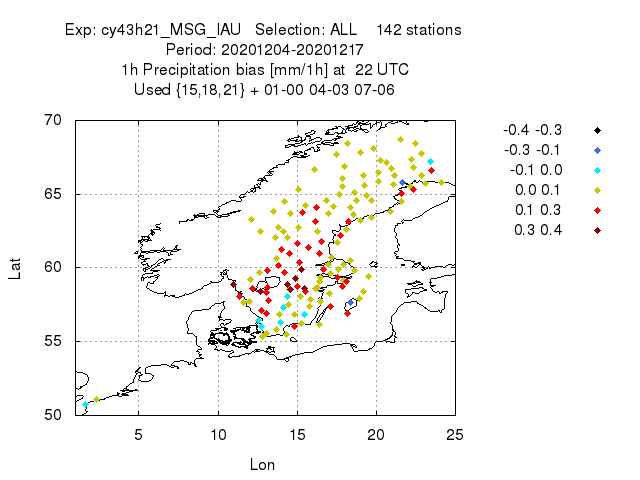 Exp: cy43h21_MSG_IAU Selection: ALL 142 stations
Period: 20201204-20201217
1h Precipitation bias [mm/1h] at 22 UTC
Used {15,18,21} + 01-00 04-03 07-06
70
65
60
55
50
Lat
5
10
15
20
25
Lon
-0.4 -0.3
-0.3 -0.1
-0.1 0.0
0.0 0.1
0.1 0.3
0.3 0.4